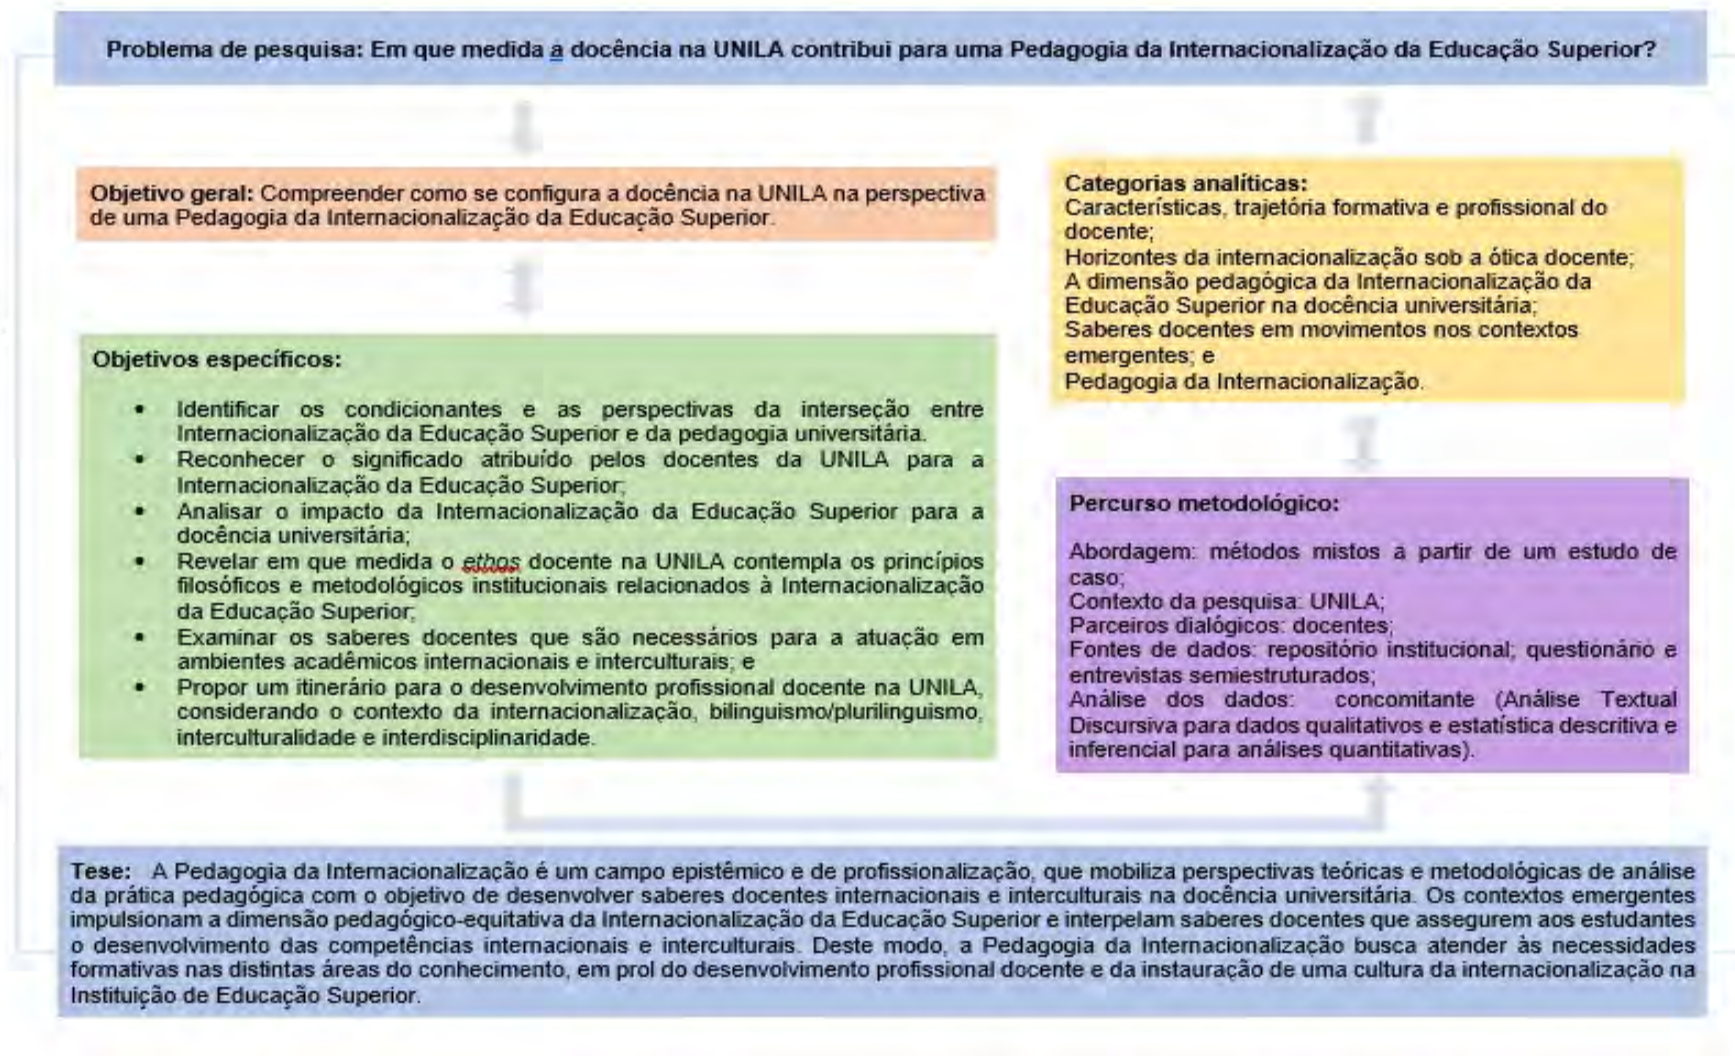 Problema de pesquisa: Em que medida a docência na UNILA contribui para uma Pedagogia da Internacionalização da Educação Superior?
Objetivo geral: Compreender como se configura a docência na UNILA na perspectiva
de uma Pedagogia da Internacionalização da Educação Superior.
Objetivos específicos:
• Identificar os condicionantes e as perspectivas da interseção entre
Internacionalização da Educação Superior e da pedagogia universitária.
• Reconhecer o significado atribuído pelos docentes da UNILA para a
Internacionalização da Educação Superior;
• Analisar o impacto da Internacionalização da Educação Superior para a
docência universitária;
• Revelar em que medida o ethos docente na UNILA contempla os princípios
filosóficos e metodológicos institucionais relacionados à Internacionalização
da Educação Superior;
• Examinar os saberes docentes que são necessários para a atuação em
ambientes acadêmicos internacionais e interculturais; e
• Propor um itinerário para o desenvolvimento profissional docente na UNILA,
considerando o contexto da internacionalização, bilinguismo/plurilinguismo,
interculturalidade e interdisciplinaridade.
Categorias analíticas:
Características, trajetória formativa e profissional do
docente;
Horizontes da internacionalização sob a ótica docente;
A dimensão pedagógica da Internacionalização da
Educação Superior na docência universitária;
Saberes docentes em movimentos nos contextos
emergentes; e
Pedagogia da Internacionalização.
Percurso metodológico:
Abordagem: métodos mistos a partir de um estudo de
caso;
Contexto da pesquisa: UNILA;
Parceiros dialógicos: docentes;
Fontes de dados: repositório institucional; questionário e
entrevistas semiestruturados;
Análise dos dados: concomitante (Análise Textual
Discursiva para dados qualitativos e estatística descritiva e
inferencial para análises quantitativas).
Tese: A Pedagogia da Internacionalização é um campo epistêmico e de profissionalização, que mobiliza perspectivas teóricas e metodológicas de análise
da prática pedagógica com o objetivo de desenvolver saberes docentes internacionais e interculturais na docência universitária. Os contextos emergentes
impulsionam a dimensão pedagógico-equitativa da Internacionalização da Educação Superior e interpelam saberes docentes que assegurem aos estudantes
o desenvolvimento das competências internacionais e interculturais. Deste modo, a Pedagogia da Internacionalização busca atender às necessidades
formativas nas distintas áreas do conhecimento, em prol do desenvolvimento profissional docente e da instauração de uma cultura da internacionalização na
Instituição de Educação Superior.